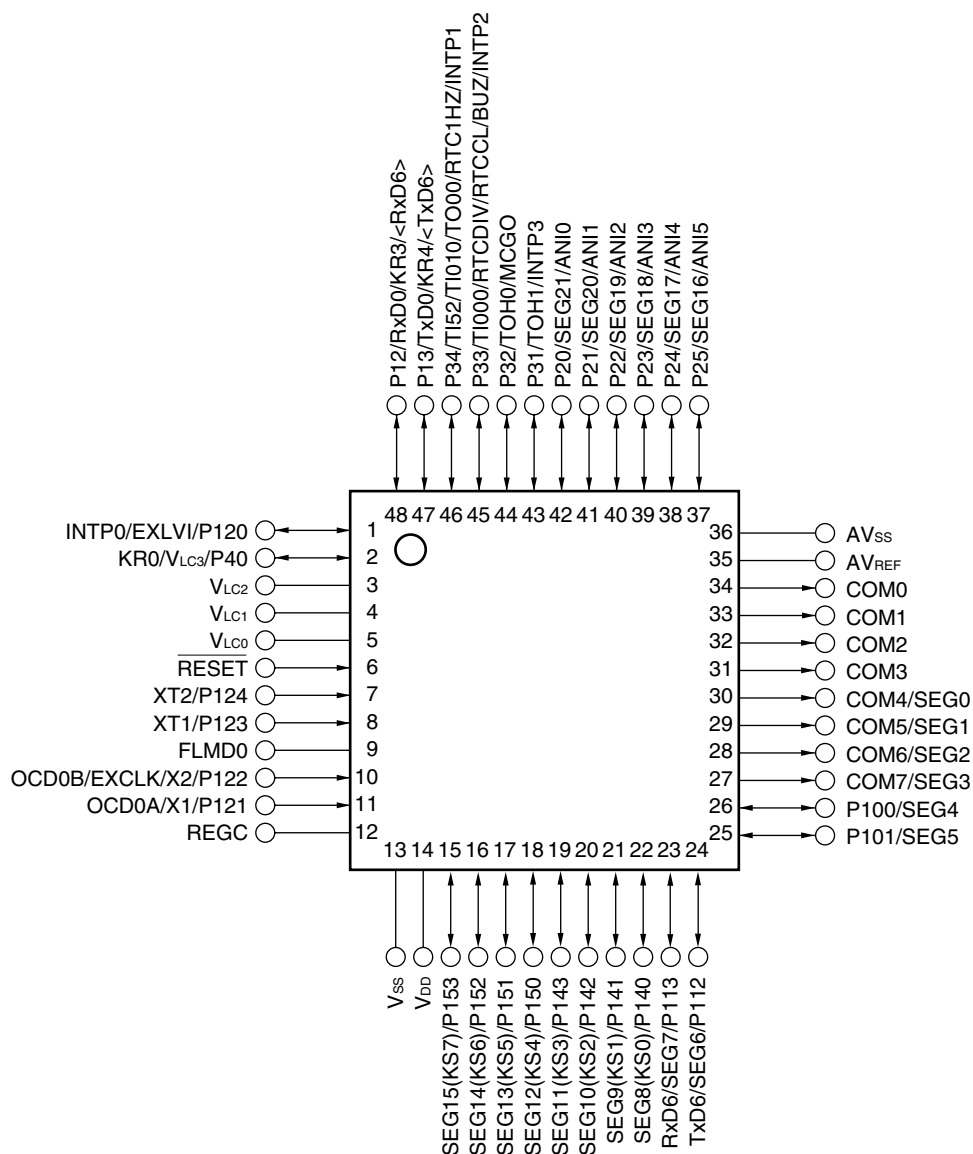 P12/RxD0/KR3/<RxD6>
P13/TxD0/KR4/<TxD6>
P34/TI52/TI010/TO00/RTC1HZ/INTP1
P33/TI000/RTCDIV/RTCCL/BUZ/INTP2
P32/TOH0/MCGO
P31/TOH1/INTP3
P20/SEG21/ANI0
P21/SEG20/ANI1
P22/SEG19/ANI2
P23/SEG18/ANI3
P24/SEG17/ANI4
P25/SEG16/ANI5
48 47 46 45 44 43 42 41 40 39 38 37
INTP0/EXLVI/P120 1
KR0/VLC3/P40 2
VLC2 3
VLC1 4
VLC0 5
RESET 6
XT2/P124 7
XT1/P123 8
FLMD0 9
OCD0B/EXCLK/X2/P122 10
OCD0A/X1/P121 11
REGC 12
36 AVSS
35 AVREF
34 COM0
33 COM1
32 COM2
31 COM3
30 COM4/SEG0
29 COM5/SEG1
28 COM6/SEG2
27 COM7/SEG3
26 P100/SEG4
25 P101/SEG5
13 14 15 16 17 18 19 20 21 22 23 24
VSS
VDD
SEG15(KS7)/P153
SEG14(KS6)/P152
SEG13(KS5)/P151
SEG12(KS4)/P150
SEG11(KS3)/P143
SEG10(KS2)/P142
SEG9(KS1)/P141
SEG8(KS0)/P140
RxD6/SEG7/P113
TxD6/SEG6/P112